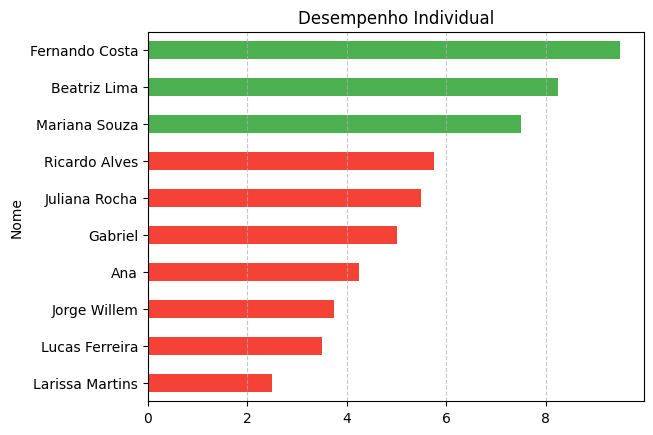 Desempenho Individual
Nome
Fernando Costa
Beatriz Lima
Mariana Souza
Ricardo Alves
Juliana Rocha
Gabriel
Ana
Jorge Willem
Lucas Ferreira
Larissa Martins
0 2 4 6 8